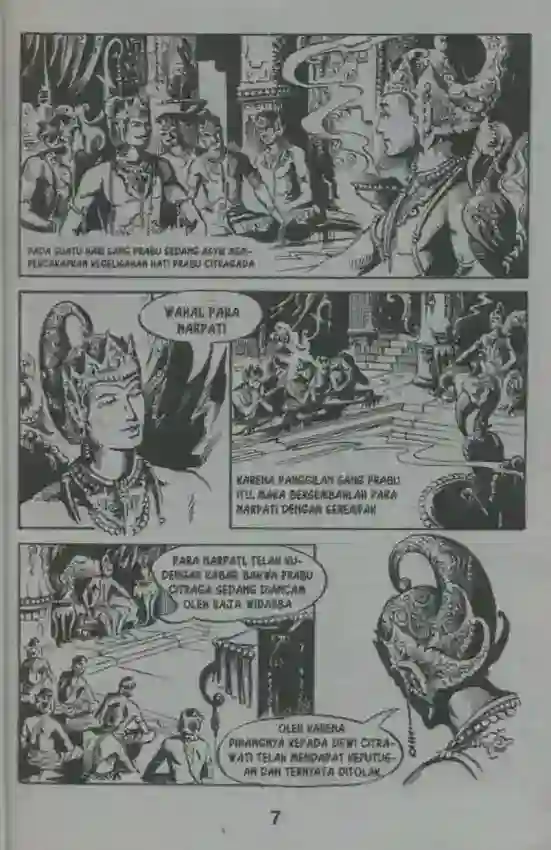 PADA SUATU HARI SANG PRABU SEDANG ASYIK MEM-
PERCAKAPKAN KEGELISAHAN HATI PRABU CITRAGADA
WAHAI, PARA
NARPATI
KARENA PANGGILAN SANG PRABU
ITU, MAKA BERSEMBAHLAH PARA
NARPATI DENGAN SEREMPAK
PARA NARPATI, TELAH KU-
DENGAR KABAR, BAHWA PRABU
CITRAGA SEDANG DIANCAM
OLEH RAJA WIDARBA
OLEH KARENA
PINANGNYA KEPADA DEWI CITRA-
WATI TELAH MENDAPAT KEPUTUS-
AN DAN TERNYATA DITOLAK.
7